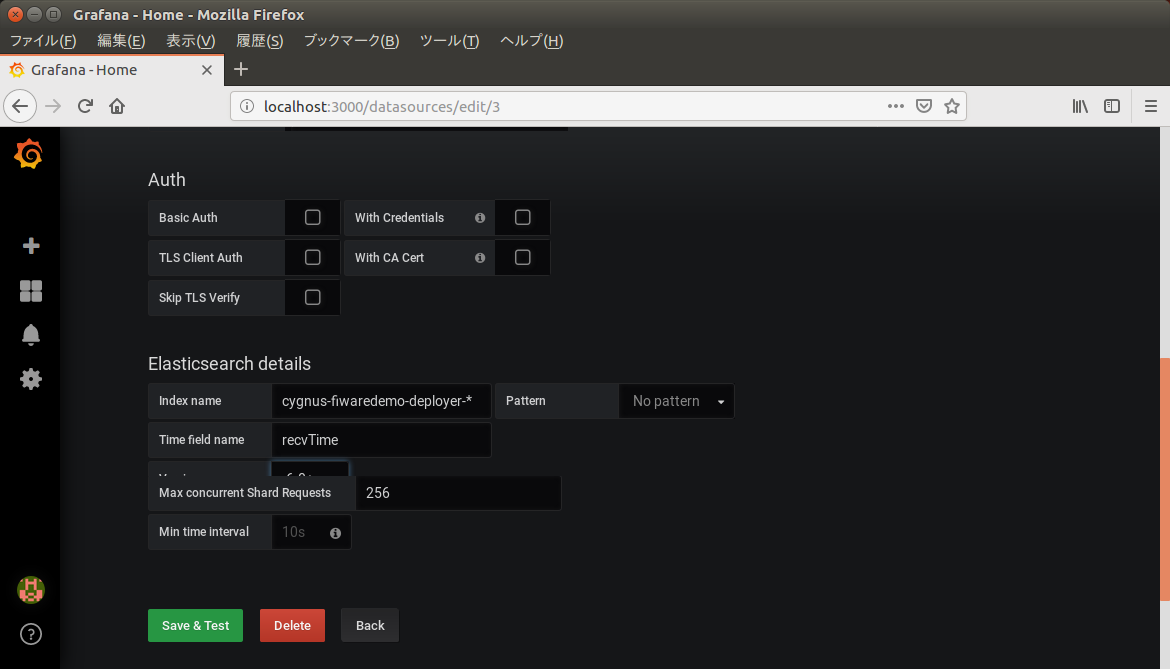 Grafana - Home - Mozilla Firefox
ファイル(F) 編集(E) 表示(V) 履歴(S) ブックマーク(B) ツール(T) ヘルプ(H)
Grafana - Home
localhost:3000/datasources/edit/3
Auth
Basic Auth With Credentials
TLS Client Auth With CA Cert
Skip TLS Verify
Elasticsearch details
Index name cygnus-fiwaredemo-deployer-* Pattern No pattern
Time field name recvTime
Max concurrent Shard Requests 256
Min time interval 10s
Save & Test Delete Back